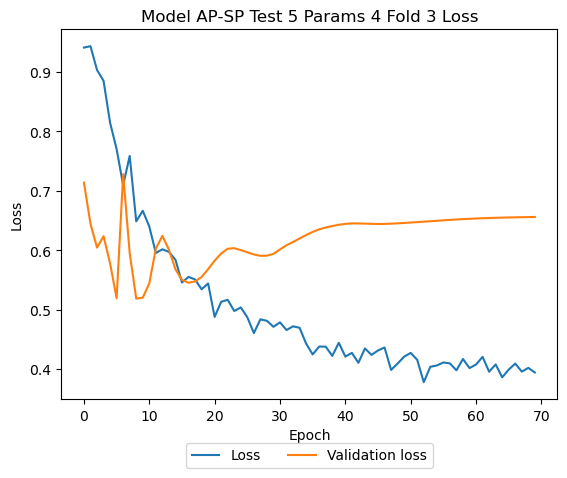 Model AP-SP Test 5 Params 4 Fold 3 Loss
Loss
0.9
0.8
0.7
0.6
0.5
0.4
0 10 20 30 40 50 60 70
Epoch
Loss Validation loss